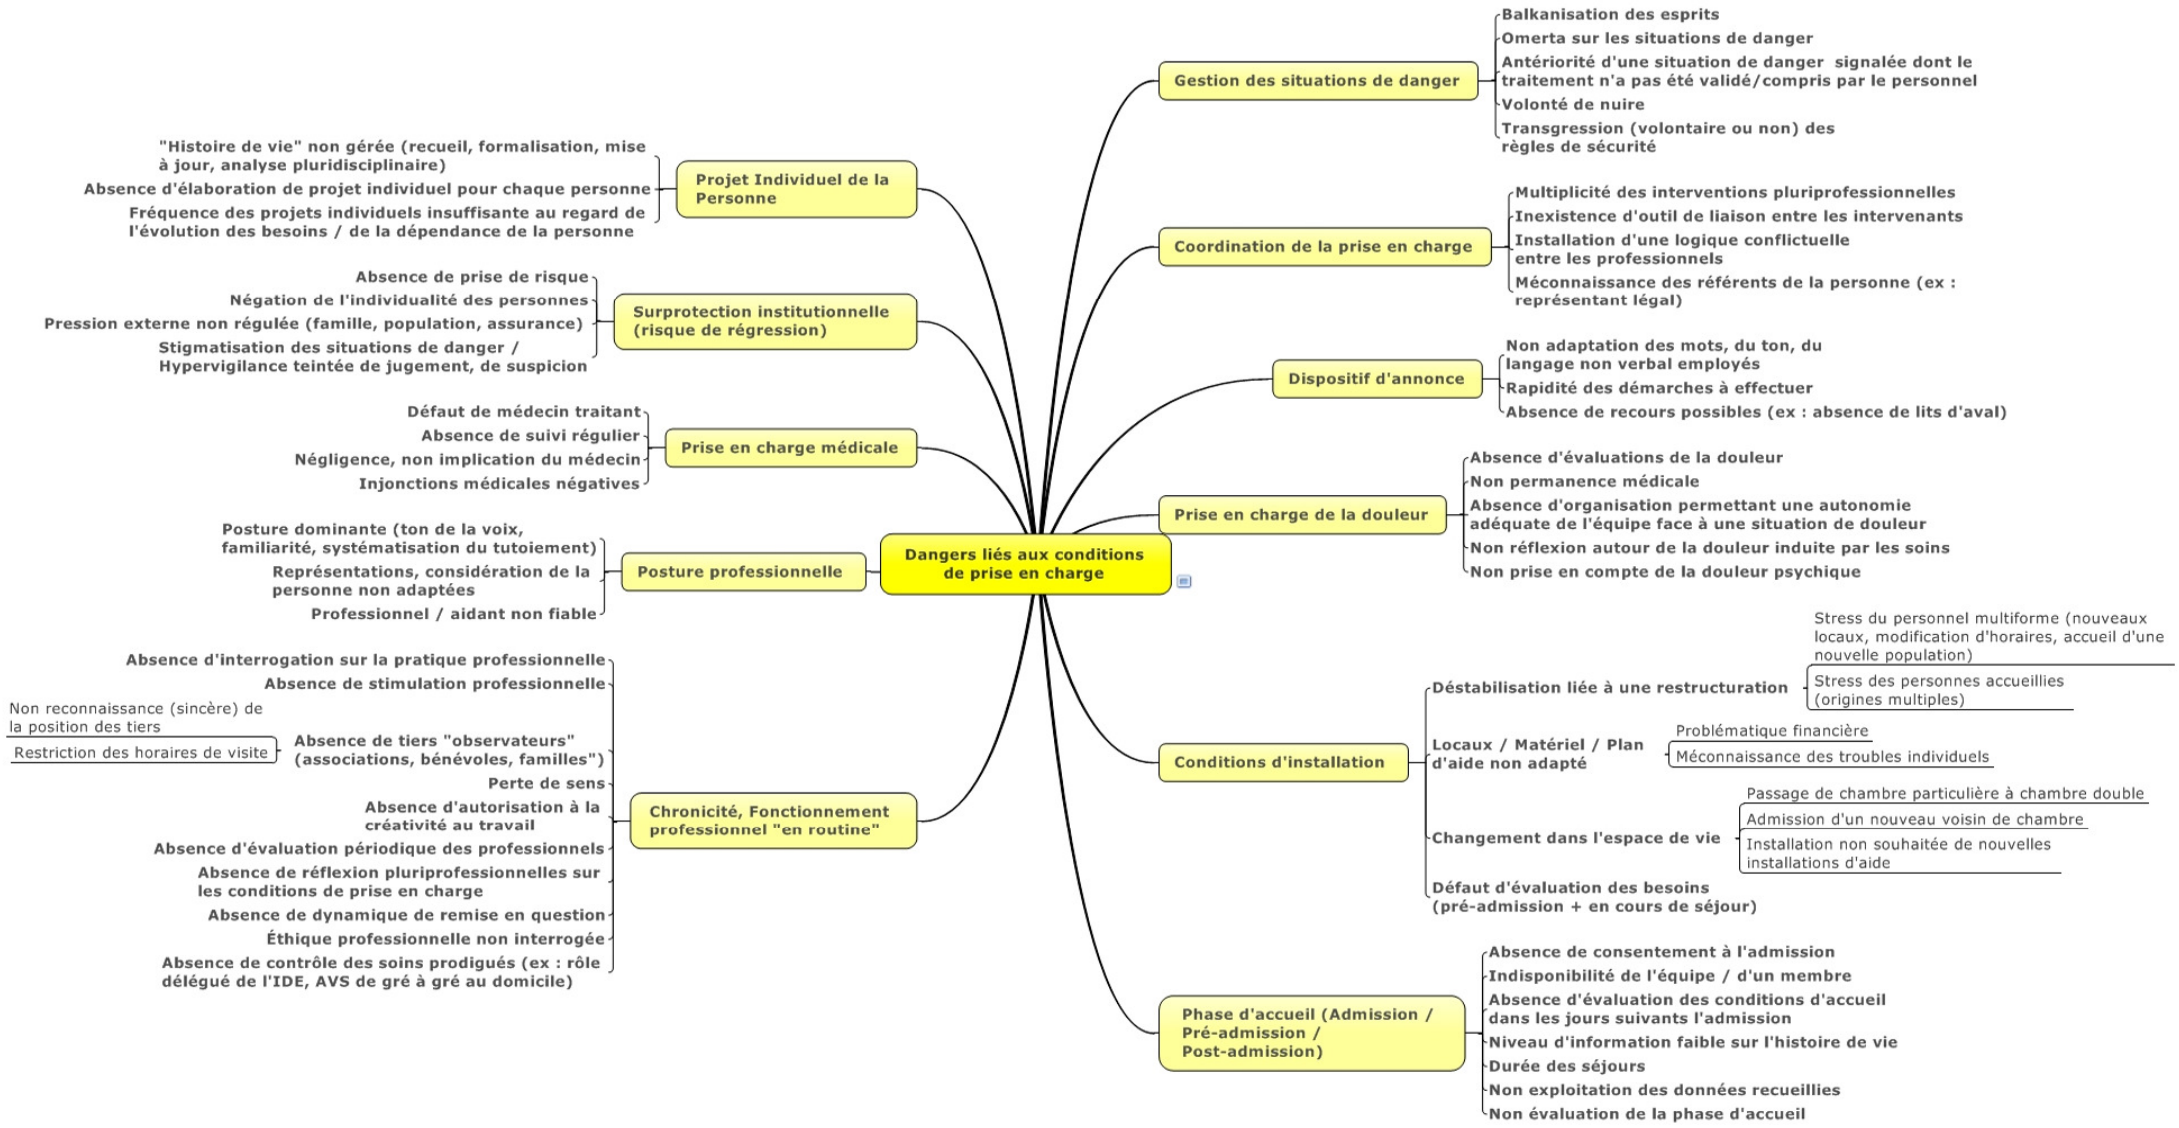 Dangers liés aux conditions
de prise en charge
Gestion des situations de danger
Balkanisation des esprits
Omerta sur les situations de danger
Antériorité d'une situation de danger  signalée dont le
traitement n'a pas été validé/compris par le personnel
Volonté de nuire
Transgression (volontaire ou non) des
règles de sécurité
Coordination de la prise en charge
Multiplicité des interventions pluriprofessionnelles
Inexistence d'outil de liaison entre les intervenants
Installation d'une logique conflictuelle
entre les professionnels
Méconnaissance des référents de la personne (ex :
représentant légal)
Dispositif d'annonce
Non adaptation des mots, du ton, du
langage non verbal employés
Rapidité des démarches à effectuer
Absence de recours possibles (ex : absence de lits d'aval)
Prise en charge de la douleur
Absence d'évaluations de la douleur
Non permanence médicale
Absence d'organisation permettant une autonomie
adéquate de l'équipe face à une situation de douleur
Non réflexion autour de la douleur induite par les soins
Non prise en compte de la douleur psychique
Conditions d'installation
Déstabilisation liée à une restructuration
Stress du personnel multiforme (nouveaux
locaux, modification d'horaires, accueil d'une
nouvelle population)
Stress des personnes accueillies
(origines multiples)
Locaux / Matériel / Plan
d'aide non adapté
Problématique financière
Méconnaissance des troubles individuels
Changement dans l'espace de vie
Passage de chambre particulière à chambre double
Admission d'un nouveau voisin de chambre
Installation non souhaitée de nouvelles
installations d'aide
Défaut d'évaluation des besoins
(pré-admission + en cours de séjour)
Phase d'accueil (Admission /
Pré-admission /
Post-admission)
Absence de consentement à l'admission
Indisponibilité de l'équipe / d'un membre
Absence d'évaluation des conditions d'accueil
dans les jours suivants l'admission
Niveau d'information faible sur l'histoire de vie
Durée des séjours
Non exploitation des données recueillies
Non évaluation de la phase d'accueil
Projet Individuel de la
Personne
"Histoire de vie" non gérée (recueil, formalisation, mise
à jour, analyse pluridisciplinaire)
Absence d'élaboration de projet individuel pour chaque personne
Fréquence des projets individuels insuffisante au regard de
l'évolution des besoins / de la dépendance de la personne
Surprotection institutionnelle
(risque de régression)
Absence de prise de risque
Négation de l'individualité des personnes
Pression externe non régulée (famille, population, assurance)
Stigmatisation des situations de danger /
Hypervigilance teintée de jugement, de suspicion
Prise en charge médicale
Défaut de médecin traitant
Absence de suivi régulier
Négligence, non implication du médecin
Injonctions médicales négatives
Posture professionnelle
Posture dominante (ton de la voix,
familiarité, systématisation du tutoiement)
Représentations, considération de la
personne non adaptées
Professionnel / aidant non fiable
Chronicité, Fonctionnement
professionnel "en routine"
Absence d'interrogation sur la pratique professionnelle
Absence de stimulation professionnelle
Absence de tiers "observateurs"
(associations, bénévoles, familles")
Non reconnaissance (sincère) de
la position des tiers
Restriction des horaires de visite
Perte de sens
Absence d'autorisation à la
créativité au travail
Absence d'évaluation périodique des professionnels
Absence de réflexion pluriprofessionnelles sur
les conditions de prise en charge
Absence de dynamique de remise en question
Éthique professionnelle non interrogée
Absence de contrôle des soins prodigués (ex : rôle
délégué de l'IDE, AVS de gré à gré au domicile)